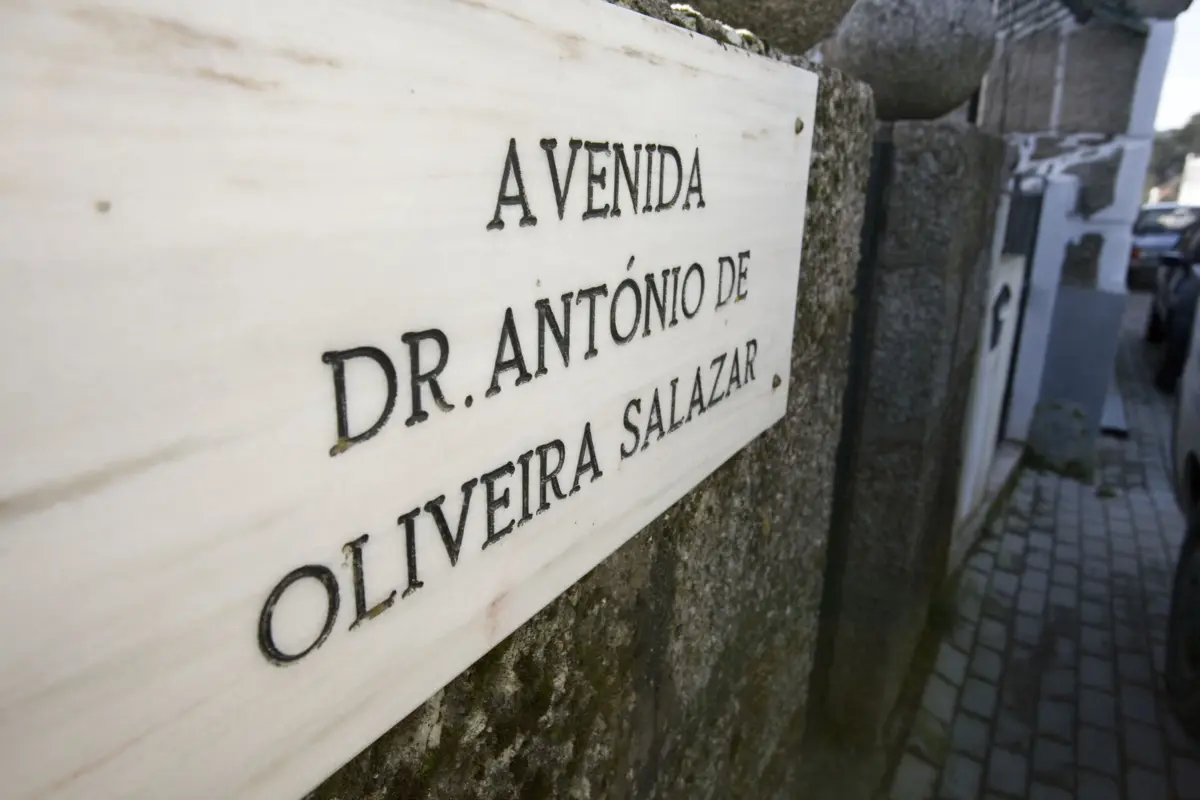 AVENIDA
DR. ANTÓNIO DE
OLIVEIRA SALAZAR